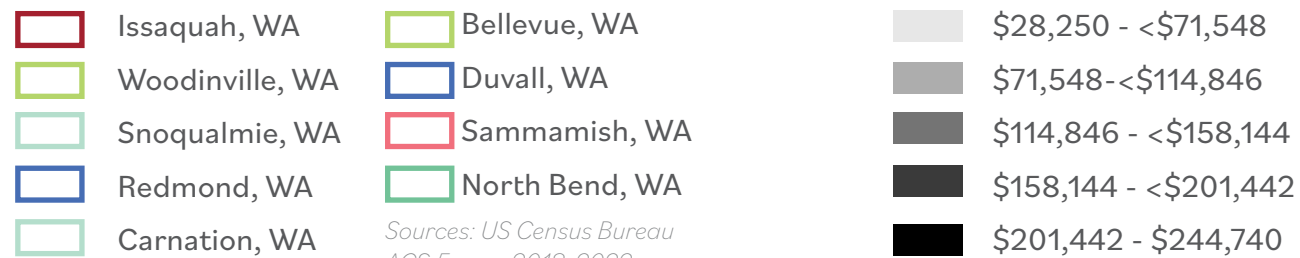 Issaquah, WA
Woodinville, WA
Snoqualmie, WA
Redmond, WA
Carnation, WA
Bellevue, WA
Duvall, WA
Sammamish, WA
North Bend, WA
Sources: US Census Bureau
$28,250 - <$71,548
$71,548-<$114,846
$114,846 - <$158,144
$158,144 - <$201,442
$201,442 - $244,740